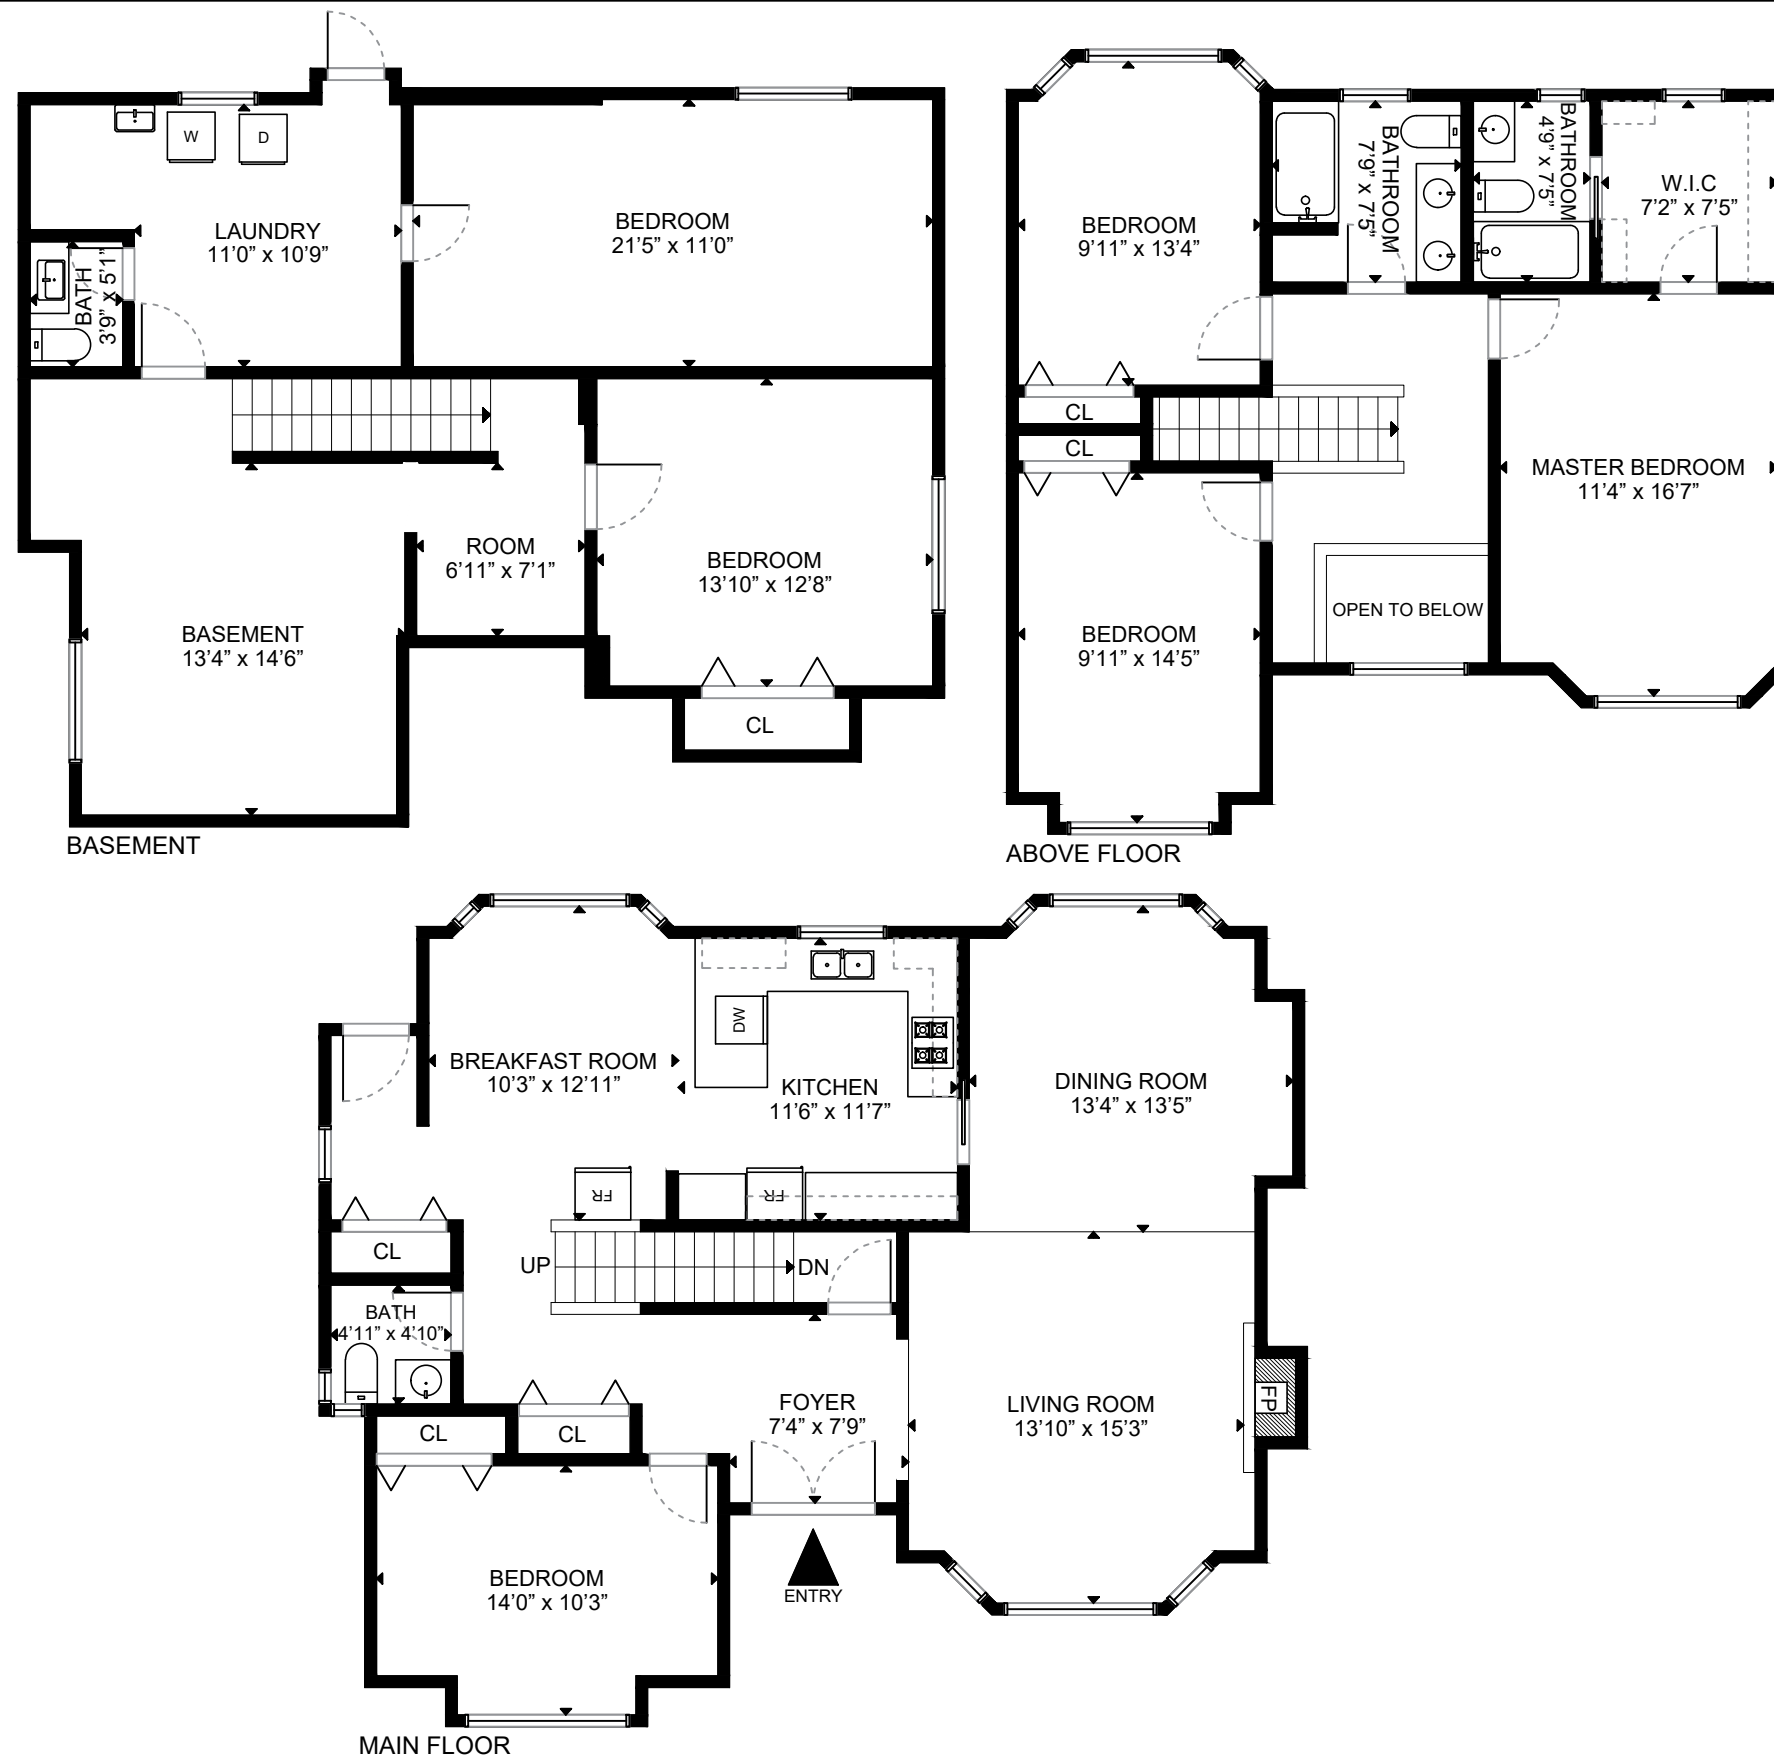 W
D
LAUNDRY
11’0” x 10’9”
BEDROOM
21’5” x 11’0”
BATH
3’9” x 5’1”
ROOM
6’11” x 7’1”
BEDROOM
13’10” x 12’8”
BASEMENT
13’4” x 14’6”
CL
BASEMENT
BEDROOM
9’11” x 13’4”
BATHROOM
7’9” x 7’5”
BATHROOM
4’9” x 7’5”
W.I.C
7’2” x 7’5”
CL
CL
MASTER BEDROOM
11’4” x 16’7”
OPEN TO BELOW
BEDROOM
9’11” x 14’5”
ABOVE FLOOR
DW
BREAKFAST ROOM
10’3” x 12’11”
KITCHEN
11’6” x 11’7”
DINING ROOM
13’4” x 13’5”
FR
FR
CL
UP
DN
BATH
4’11” x 4’10”
FOYER
7’4” x 7’9”
LIVING ROOM
13’10” x 15’3”
FP
CL
CL
BEDROOM
14’0” x 10’3”
ENTRY
MAIN FLOOR